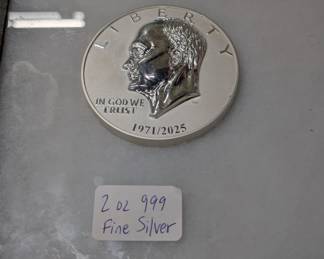 LIBERTY
IN GOD WE
TRUST
1971/2025
2 oz 999
Fine Silver